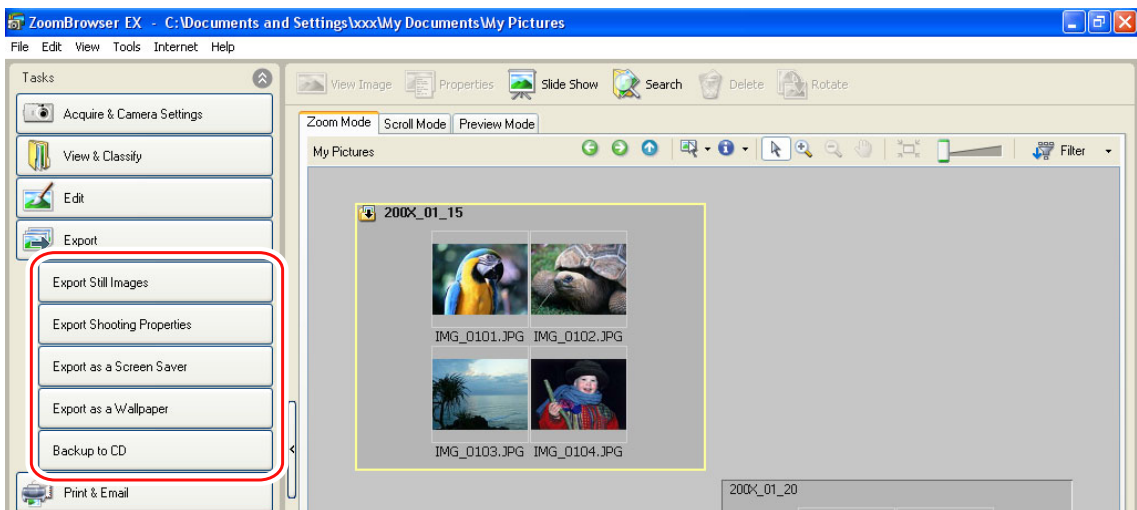 ZoomBrowser EX - C:\Documents and Settings\xxx\My Documents\My Pictures
File Edit View Tools Internet Help
Tasks
Acquire & Camera Settings
View & Classify
Edit
Export
Export Still Images
Export Shooting Properties
Export as a Screen Saver
Export as a Wallpaper
Backup to CD
Print & Email
View Image Properties Slide Show Search Delete Rotate
Zoom Mode Scroll Mode Preview Mode
My Pictures Filter
200X_01_15
IMG_0101.JPG IMG_0102.JPG
IMG_0103.JPG IMG_0104.JPG
200X_01_20